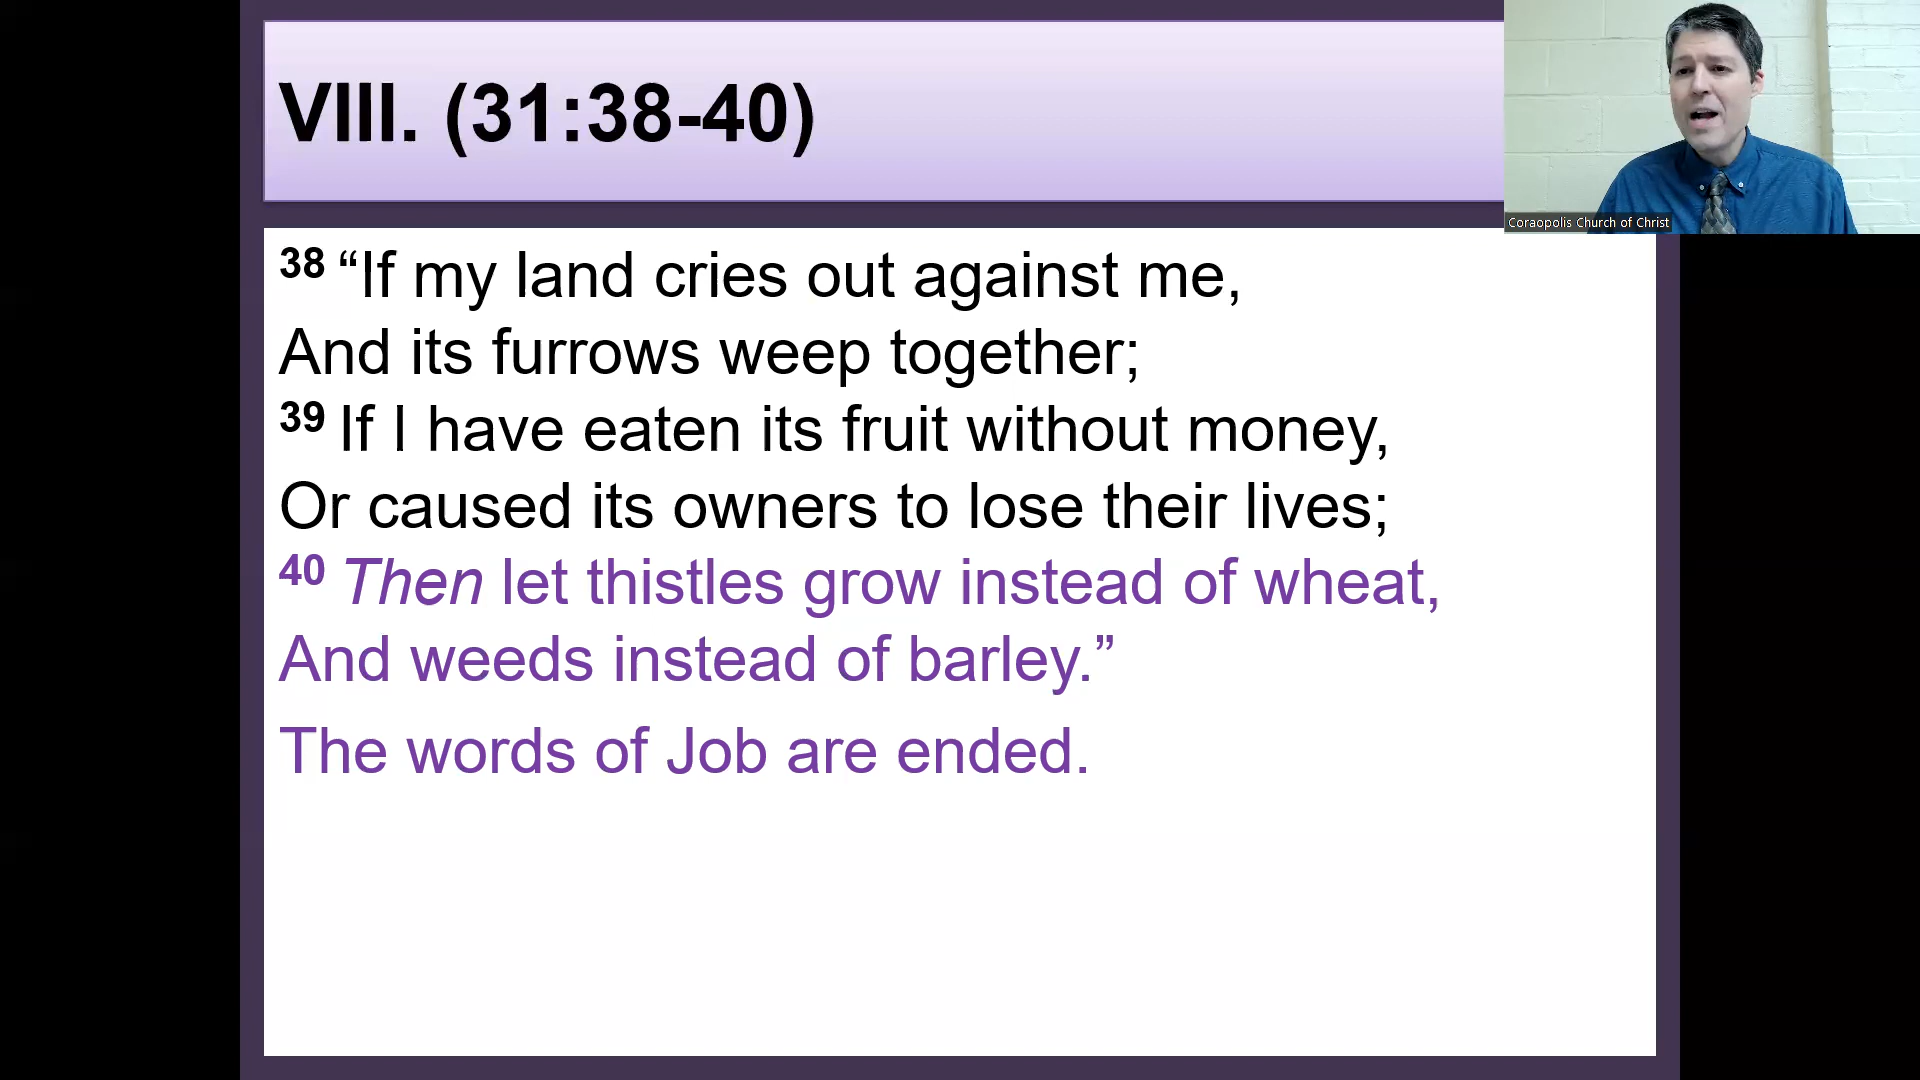 VIII. (31:38-40)
Coraopolis Church of Christ
38 “If my land cries out against me,
And its furrows weep together;
39 If I have eaten its fruit without money,
Or caused its owners to lose their lives;
40 Then let thistles grow instead of wheat,
And weeds instead of barley.”
The words of Job are ended.